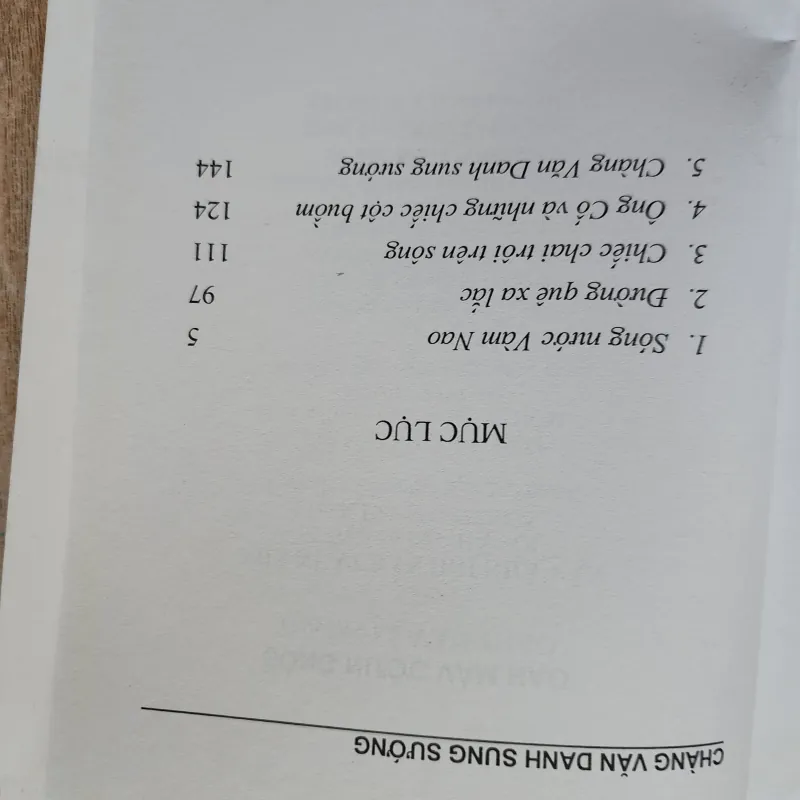 CHÀNG VĂN DANH SUNG SƯỚNG
MỤC LỤC
1. Sóng nước Vàm Nao 5
2. Đường quê xa lắc 97
3. Chiếc chai trôi trên sông 111
4. Ông Cố và những chiếc cột buồm 124
5. Chàng Văn Danh sung sướng 144